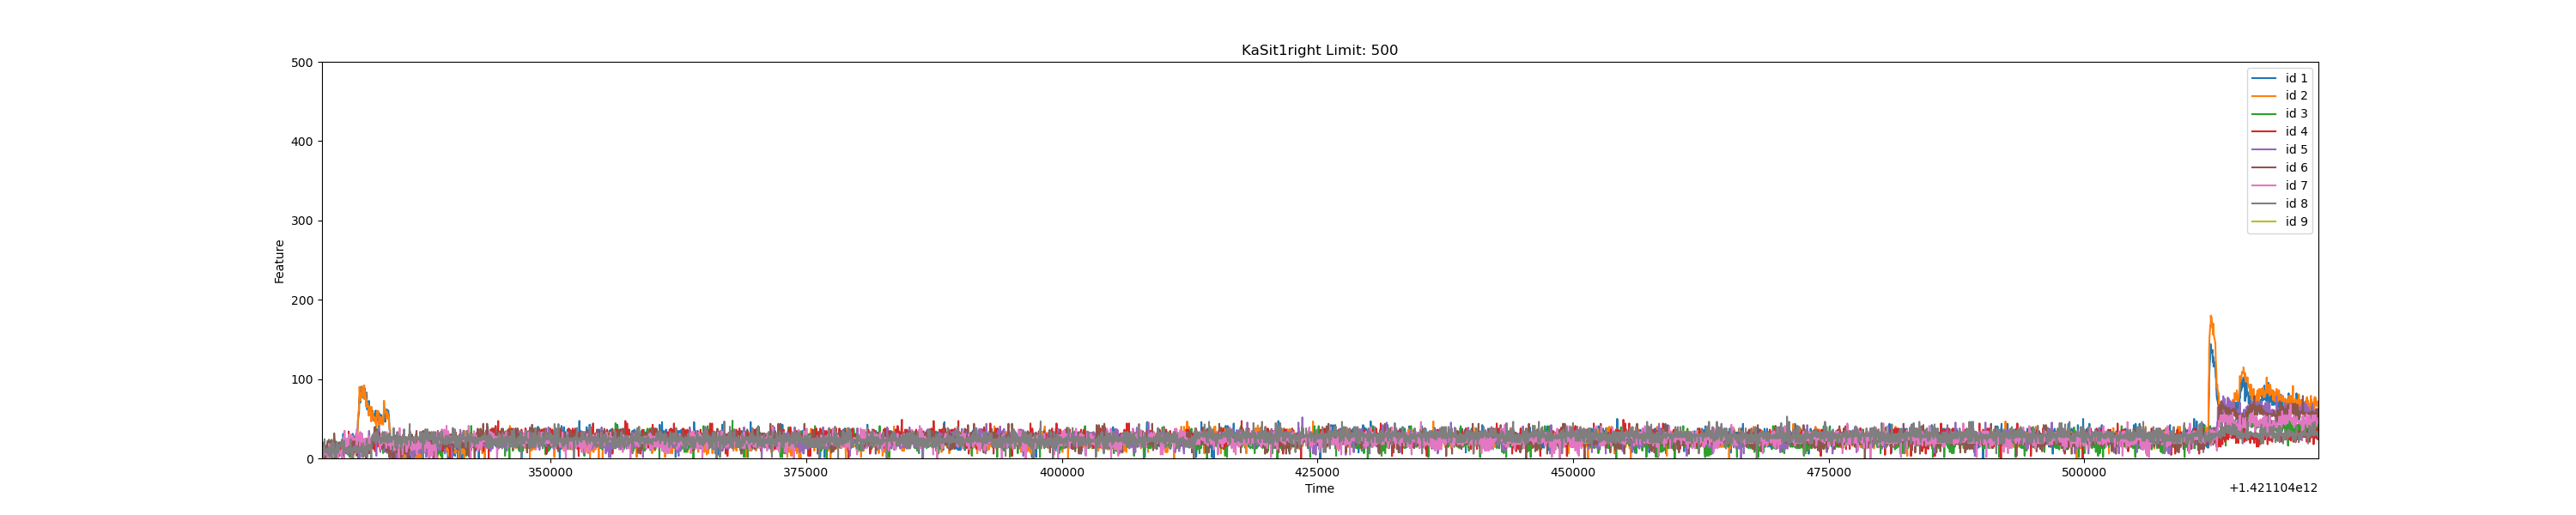 KaSit1right Limit: 500
500
400
300
200
100
0
Feature
id 1
id 2
id 3
id 4
id 5
id 6
id 7
id 8
id 9
350000 375000 400000 425000 450000 475000 500000
Time
+1.421104e12